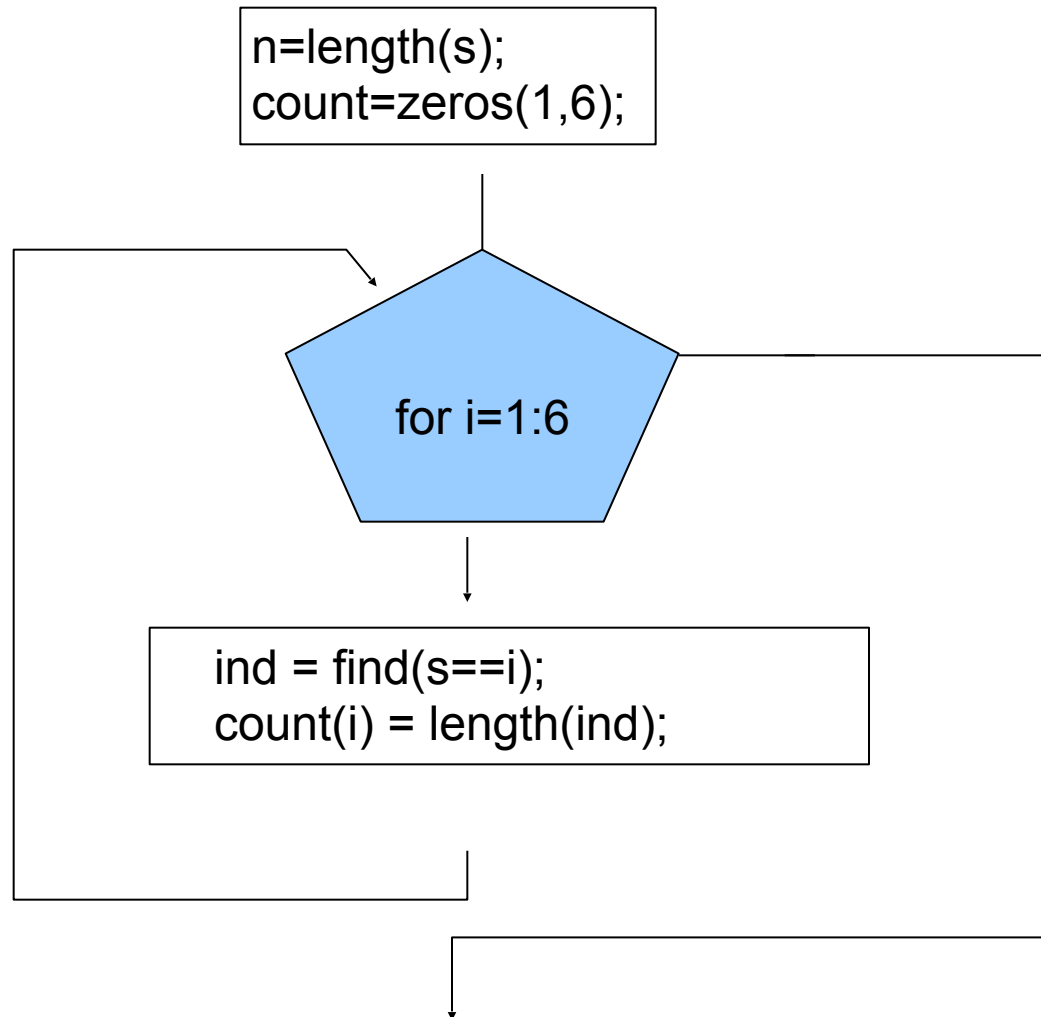 n=length(s);
count=zeros(1,6);
for i=1:6
ind = find(s==i);
count(i) = length(ind);